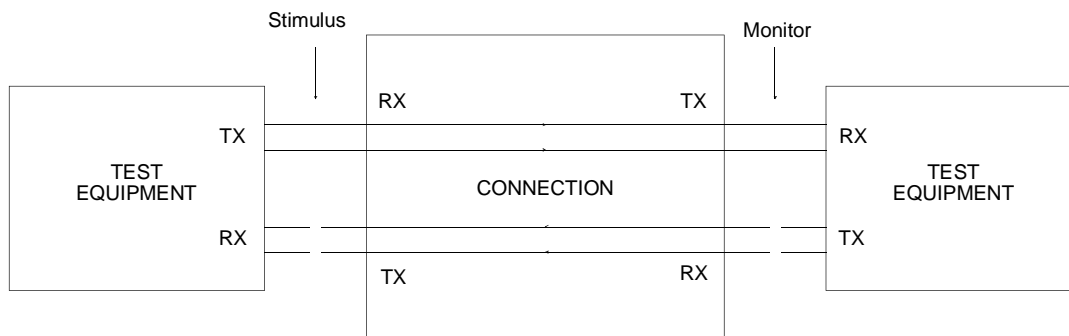 Stimulus
Monitor
RX
TX
TX
RX
TEST
EQUIPMENT
CONNECTION
TEST
EQUIPMENT
RX
TX
TX
RX